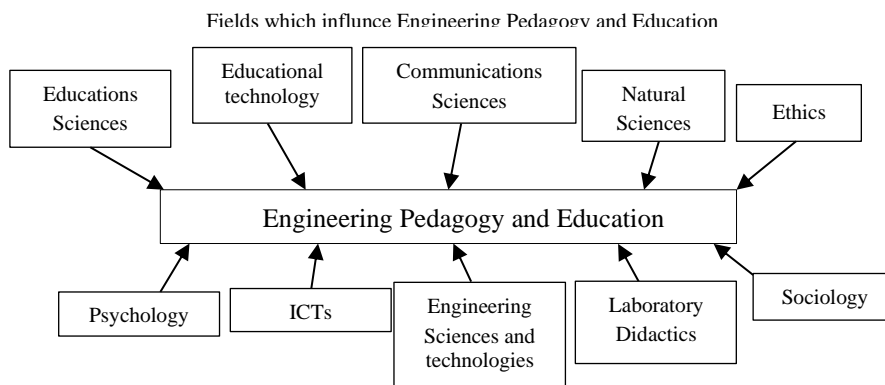 Fields which influnce Engineering Pedagogy and Education
Educations
Sciences
Educational
technology
Communications
Sciences
Natural
Sciences
Ethics
Engineering Pedagogy and Education
Psychology
ICTs
Engineering
Sciences and
technologies
Laboratory
Didactics
Sociology